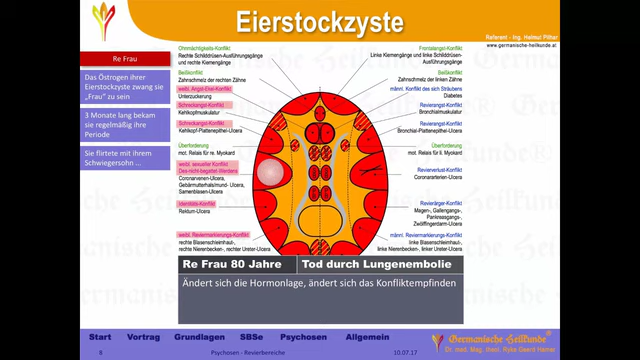 Eierstockzyste
Referent - Ing. Helmut Pilhar
www.germanische-heilkunde.at
Re Frau
Das Östrogen ihrer
Eierstockzyste zwang sie
„Frau“ zu sein
3 Monate lang bekam
sie regelmäßig ihre
Periode
Sie flirtete mit ihrem
Schwiegersohn ...
Ohnmächtigkeits-Konflikt
Rechte Schilddrüsen-Ausführungsgänge
und rechte Kiemengänge
Beißkonflikt
Zahnschmelz der rechten Zähne
weibl. Angst-Ekel-Konflikt
Unterzuckerung
Schreckangst-Konflikt
Kehlkopfmuskulatur
Schreckangst-Konflikt
Kehlkopf-Plattenepithel-Ulcera
Überforderung
mot. Relais für re. Myokard
weibl. sexueller Konflikt
Des-nicht-begattet-Werdens
Coronarvenen-Ulcera,
Gebärmutterhals/mund- Ulcera,
Samenblasen-Ulcera
Identitäts-Konflikt
Rektum-Ulcera
weibl. Reviermarkierungs-Konflikt
rechte Blasenschleimhaut-,
rechte Nierenbecken-, rechter Ureter-Ulcera
Frontalangst-Konflikt
Linke Kiemengänge und linke Schilddrüsen-
Ausführungsgänge
Beißkonflikt
Zahnschmelz der linken Zähne
männl. Konflikt des sich Sträubens
Diabetes
Revierangst-Konflikt
Bronchialmuskulatur
Revierangst-Konflikt
Bronchial-Plattenepithel-Ulcera
Überforderung
mot. Relais für li. Myokard
Revierverlust-Konflikt
Coronararterien-Ulcera
Revierärger-Konflikt
Magen-, Gallengangs-,
Pankreasgangs-,
Zwölffingerdarm-Ulcera
männl. Reviermarkierungs-Konflikt
linke Blasenschleimhaut-,
linke Nierenbecken-, linker Ureter-Ulcera
Re Frau 80 Jahre
Tod durch Lungenembolie
Ändert sich die Hormonlage, ändert sich das Konfliktempfinden
Start Vortrag Grundlagen SBSe Psychosen Allgemein
Germanische Heilkunde®
Dr. med. Mag. theol. Ryke Geerd Hamer
8
Psychosen - Revierbereiche
10.07.17